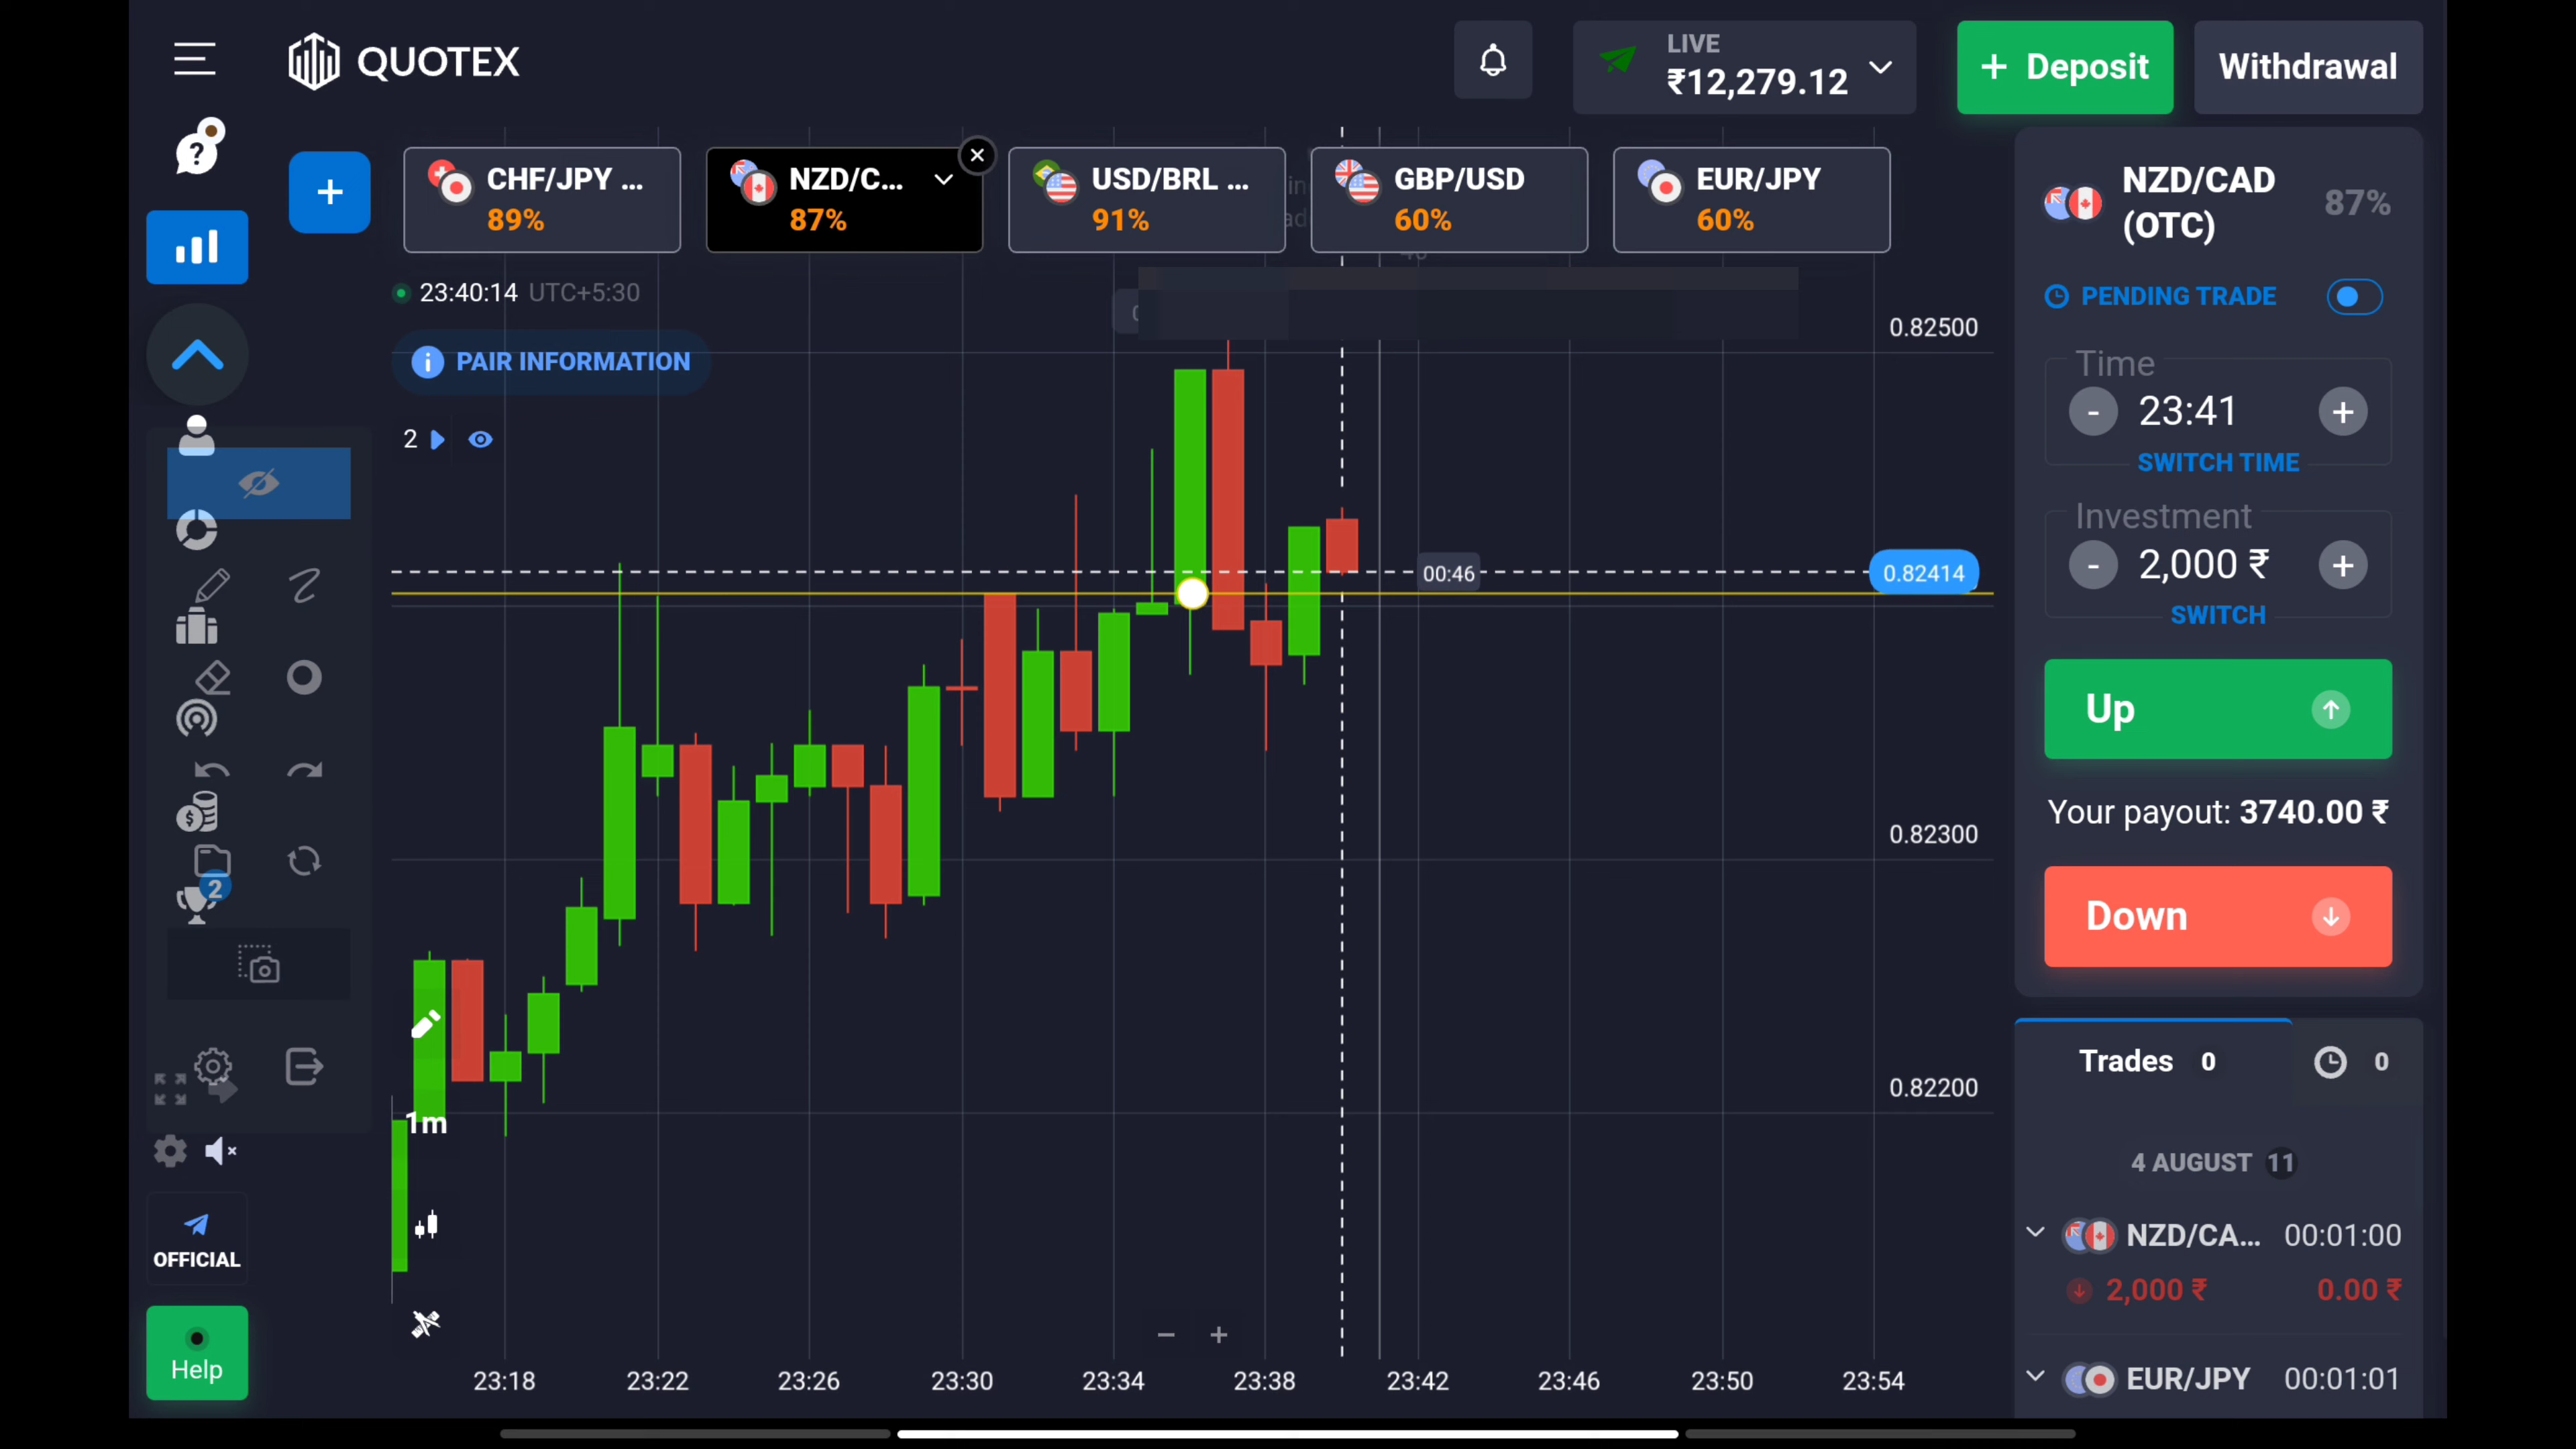 QUOTEX
LIVE
₹12,279.12
+ Deposit
Withdrawal
?
+
CHF/JPY ...
89%
NZD/C...
87%
USD/BRL ...
91%
GBP/USD
60%
EUR/JPY
60%
NZD/CAD
(OTC)
87%
23:40:14 UTC+5:30
PENDING TRADE
i PAIR INFORMATION
0.82500
Time
- 23:41 +
SWITCH TIME
2
Investment
- 2,000 ₹ +
SWITCH
00:46
0.82414
Up
Your payout: 3740.00 ₹
0.82300
Down
2
Trades 0
0
0.82200
1m
4 AUGUST 11
OFFICIAL
NZD/CA... 00:01:00
2,000 ₹ 0.00 ₹
Help
− +
23:18 23:22 23:26 23:30 23:34 23:38 23:42 23:46 23:50 23:54
EUR/JPY 00:01:01